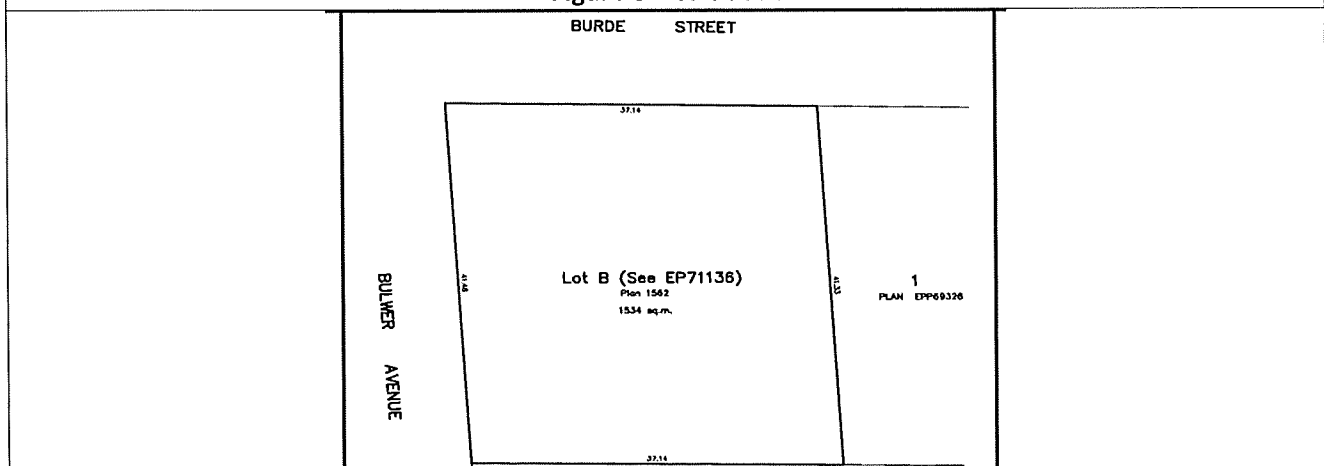 BURDE STREET
37.14
41.46
Lot B (See EP71136)
Plan 1562
1534 sq.m.
41.33
1
PLAN EPP69326
BULWER AVENUE
37.14